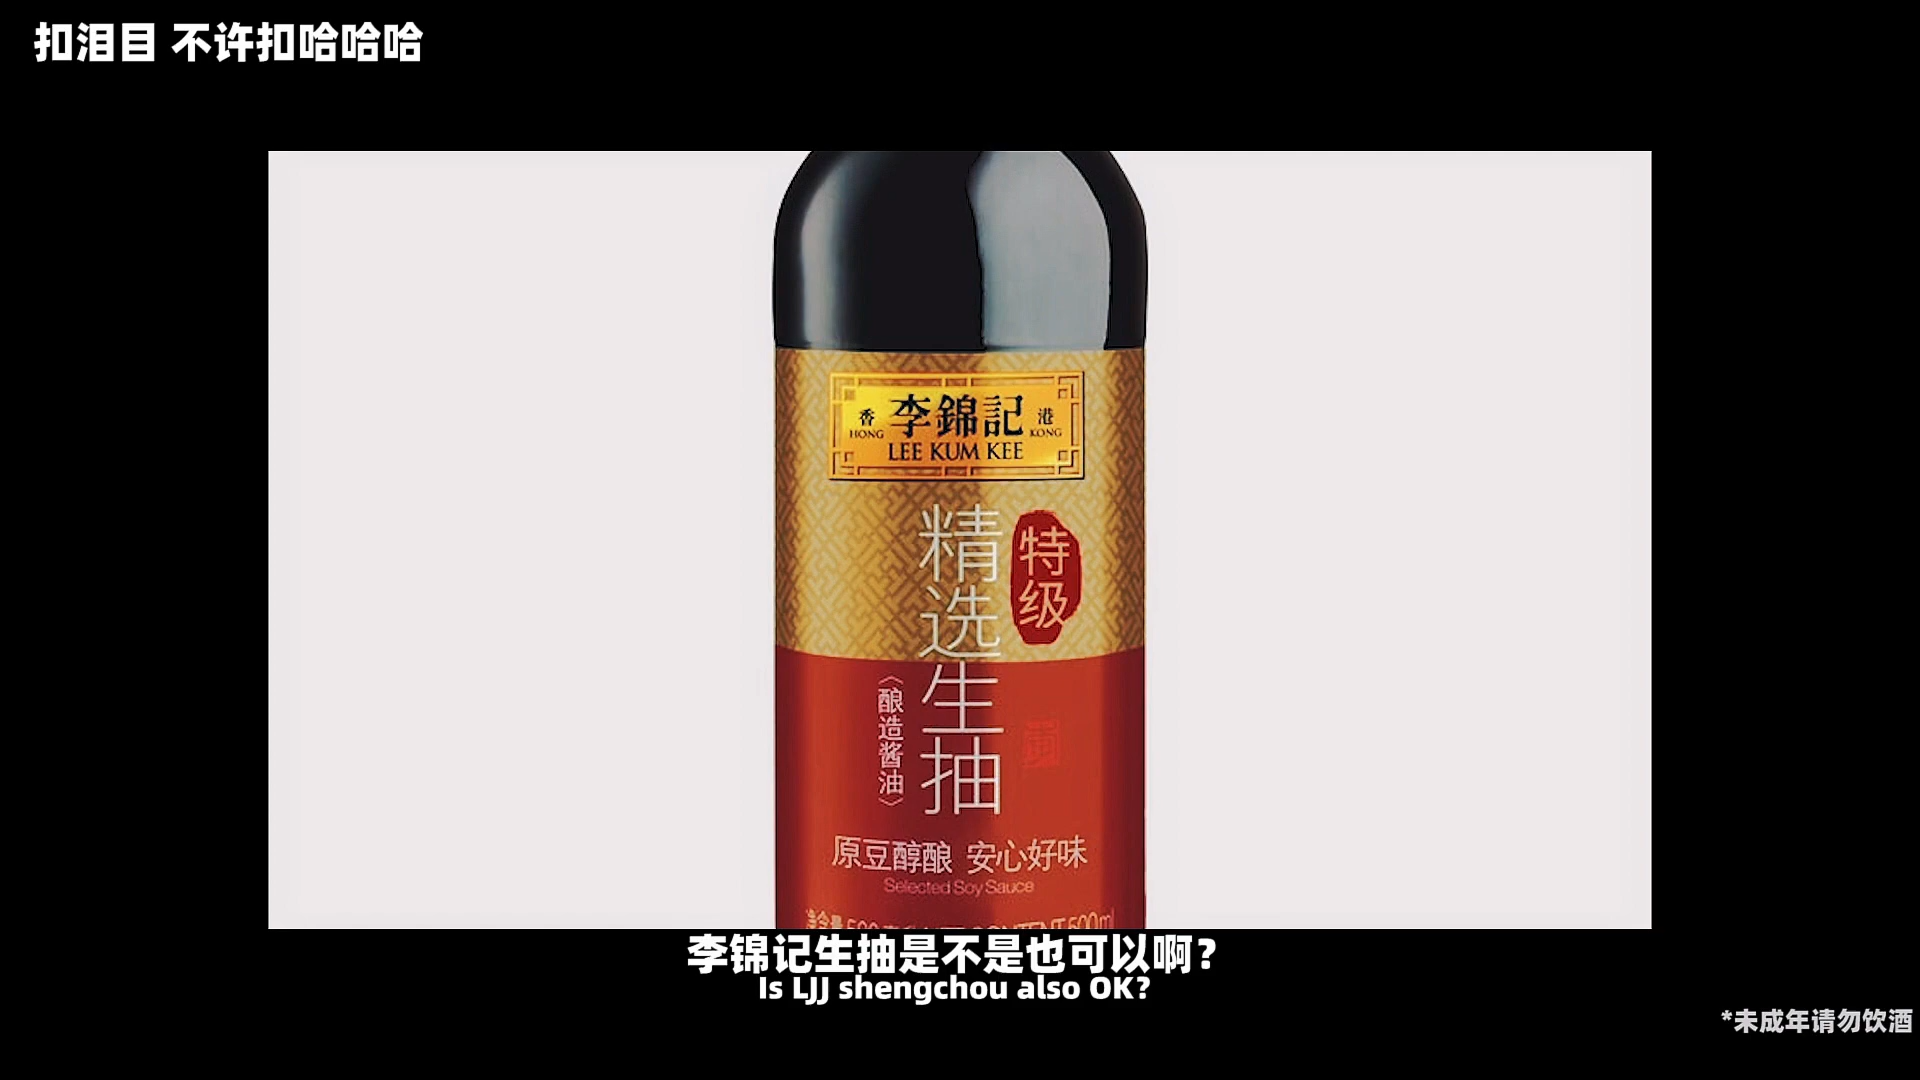 扣泪目 不许扣哈哈哈
香 李錦記 港
HONG LEE KUM KEE KONG
特级
精选生抽
〈酿造酱油〉
原豆醇酿 安心好味
Selected Soy Sauce
李锦记生抽是不是也可以啊？
Is LJJ shengchou also OK?
*未成年请勿饮酒